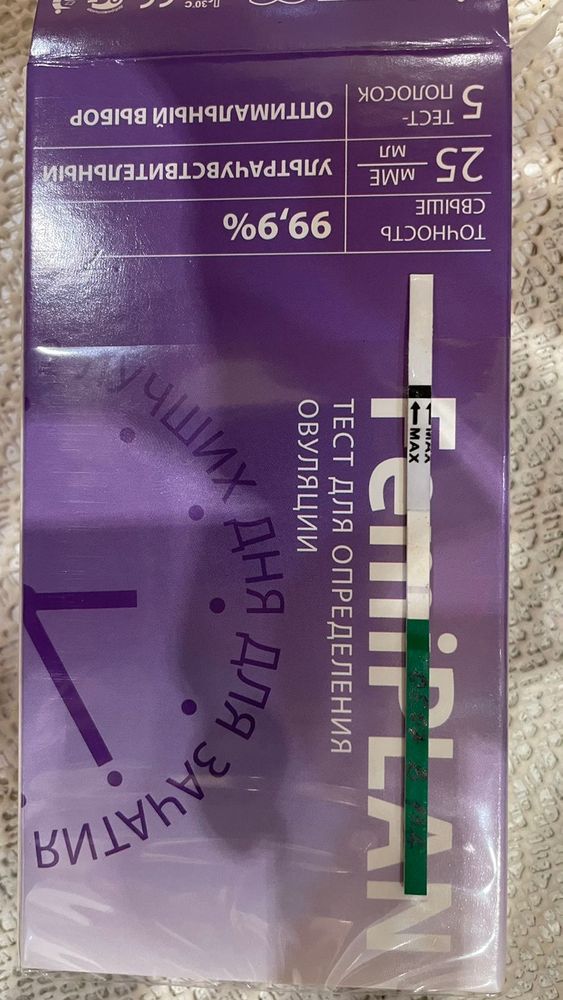 FemiPLAN
ТЕСТ ДЛЯ ОПРЕДЕЛЕНИЯ
ОВУЛЯЦИИ
ДНЯ ДЛЯ ЗАЧАТИЯ
ТОЧНОСТЬ СВЫШЕ 99,9%
25 мМЕ/МЛ УЛЬТРАЧУВСТВИТЕЛЬНЫЙ
5 ТЕСТ-ПОЛОСОК ОПТИМАЛЬНЫЙ ВЫБОР
30°C
MAX
MAX